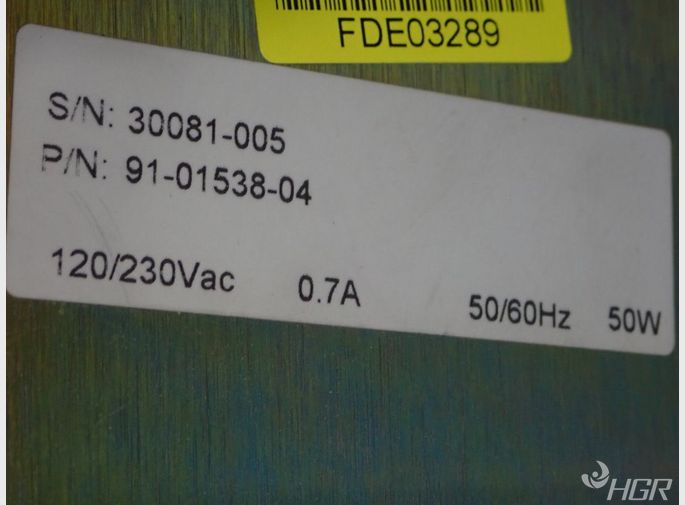 FDE03289
S/N: 30081-005
P/N: 91-01538-04
120/230Vac 0.7A 50/60Hz 50W
HGR